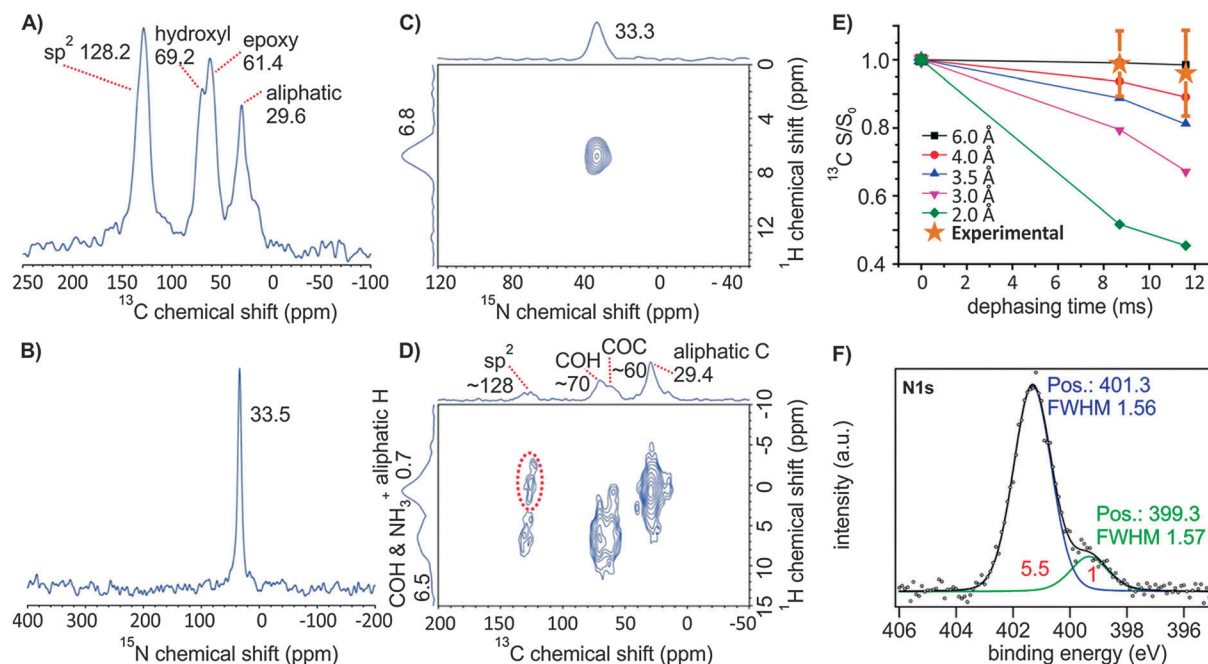 A)
sp² 128.2
hydroxyl
69.2
epoxy
61.4
aliphatic
29.6
250 200 150 100 50 0 -50 -100
¹³C chemical shift (ppm)
B)
33.5
400 300 200 100 0 -100 -200
¹⁵N chemical shift (ppm)
C)
33.3
6.8
0
4
8
12
¹H chemical shift (ppm)
120 80 40 0 -40
¹⁵N chemical shift (ppm)
D)
sp²
~128
COH
~70
COC
~60
aliphatic C
29.4
COH & NH₃⁺ aliphatic H
6.5 0.7
-10
-5
0
5
10
15
¹H chemical shift (ppm)
200 150 100 50 0 -50
¹³C chemical shift (ppm)
E)
¹³C S/S₀
1.0
0.8
0.6
0.4
6.0 Å
4.0 Å
3.5 Å
3.0 Å
2.0 Å
Experimental
0 2 4 6 8 10 12
dephasing time (ms)
F)
N1s
Pos.: 401.3
FWHM 1.56
Pos.: 399.3
FWHM 1.57
5.5
1
intensity (a.u.)
406 404 402 400 398 396
binding energy (eV)